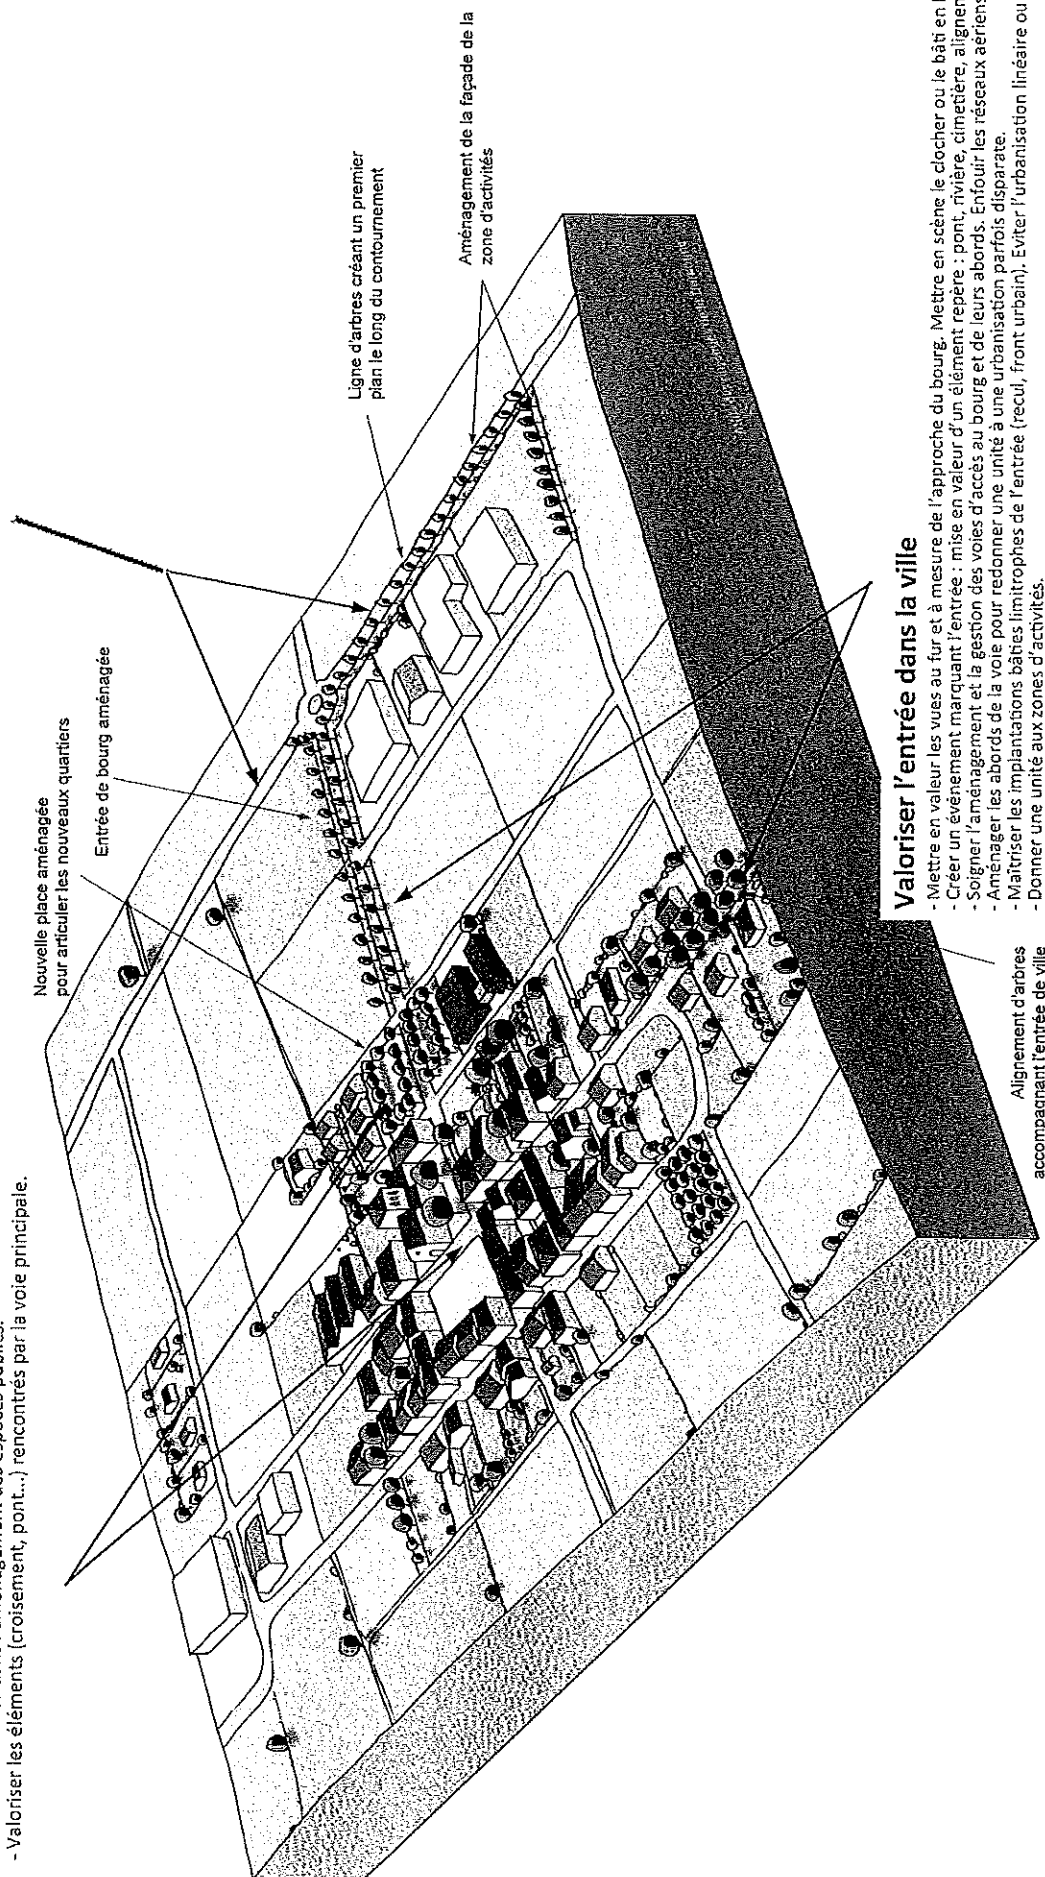 - Valoriser les éléments (croisement, pont...) rencontrés par la voie principale.
Nouvelle place aménagée
pour articuler les nouveaux quartiers
Entrée de bourg aménagée
Ligne d'arbres créant un premier
plan le long du contournement
Aménagement de la façade de la
zone d'activités
Valoriser l'entrée dans la ville
- Mettre en valeur les vues au fur et à mesure de l'approche du bourg. Mettre en scène le clocher ou le bâti en
- Créer un événement marquant l'entrée : mise en valeur d'un élément repère : pont, rivière, cimetière,
- Soigner l'aménagement et la gestion des voies d'accès au bourg et de leurs abords. Enfouir les réseaux aériens
- Aménager les abords de la voie pour redonner une unité à une urbanisation parfois disparate.
- Maîtriser les implantations bâties limitrophes de l'entrée (recul, front urbain). Eviter l'urbanisation linéaire ou
- Donner une unité aux zones d'activités.
Alignement d'arbres
accompagnant l'entrée de ville